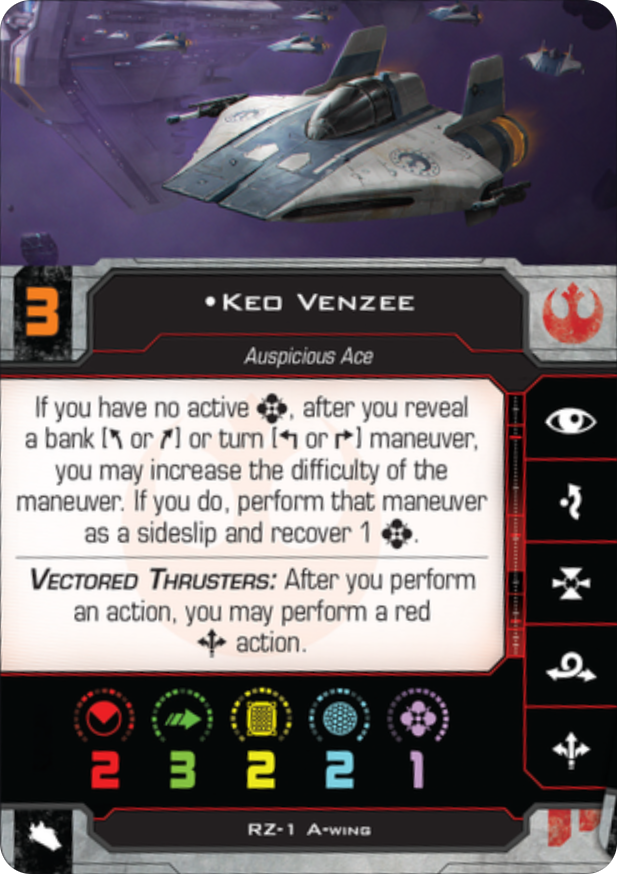 3
•Keo Venzee
Auspicious Ace
If you have no active , after you reveal
a bank [ or ] or turn [ or ] maneuver,
you may increase the difficulty of the
maneuver. If you do, perform that maneuver
as a sideslip and recover 1 .
Vectored Thrusters: After you perform
an action, you may perform a red
action.
2 3 2 2 1
RZ-1 A-wing